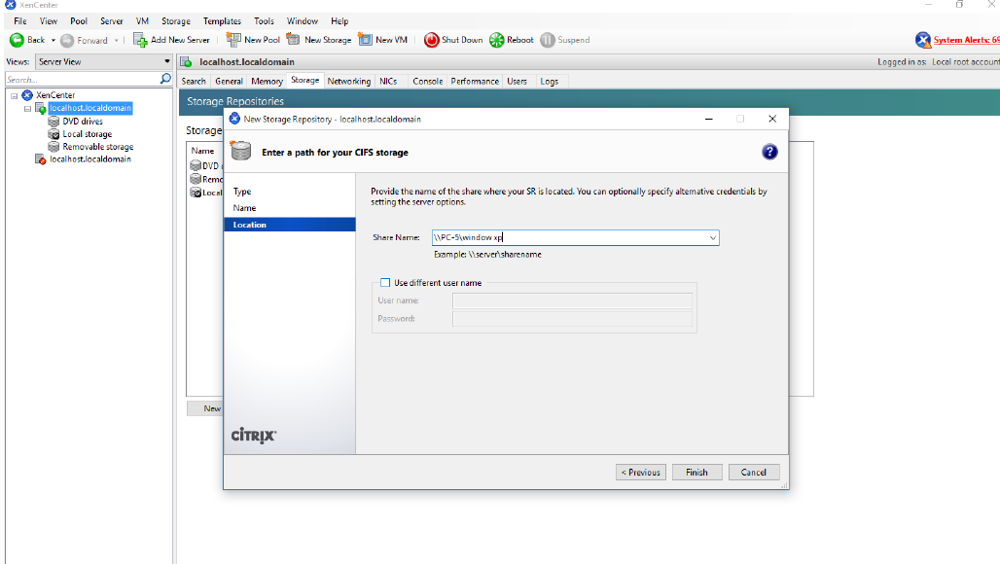 XenCenter
File View Pool Server VM Storage Templates Tools Window Help
Back Forward Add New Server New Pool New Storage New VM Shut Down Reboot Suspend System Alerts: 69
Views: Server View localhost.localdomain Logged in as: Local root account
Search... Search General Memory Storage Networking NICs Console Performance Users Logs
XenCenter
localhost.localdomain
DVD drives
Local storage
Removable storage
localhost.localdomain
Storage Repositories
Storage
Name
DVD
Remo
Local
New
New Storage Repository - localhost.localdomain
Enter a path for your CIFS storage
?
Type
Name
Location
Provide the name of the share where your SR is located. You can optionally specify alternative credentials by
setting the server options.
Share Name: \\PC-5\window xp
Example: \\server\sharename
Use different user name
User name:
Password:
CITRIX
< Previous Finish Cancel